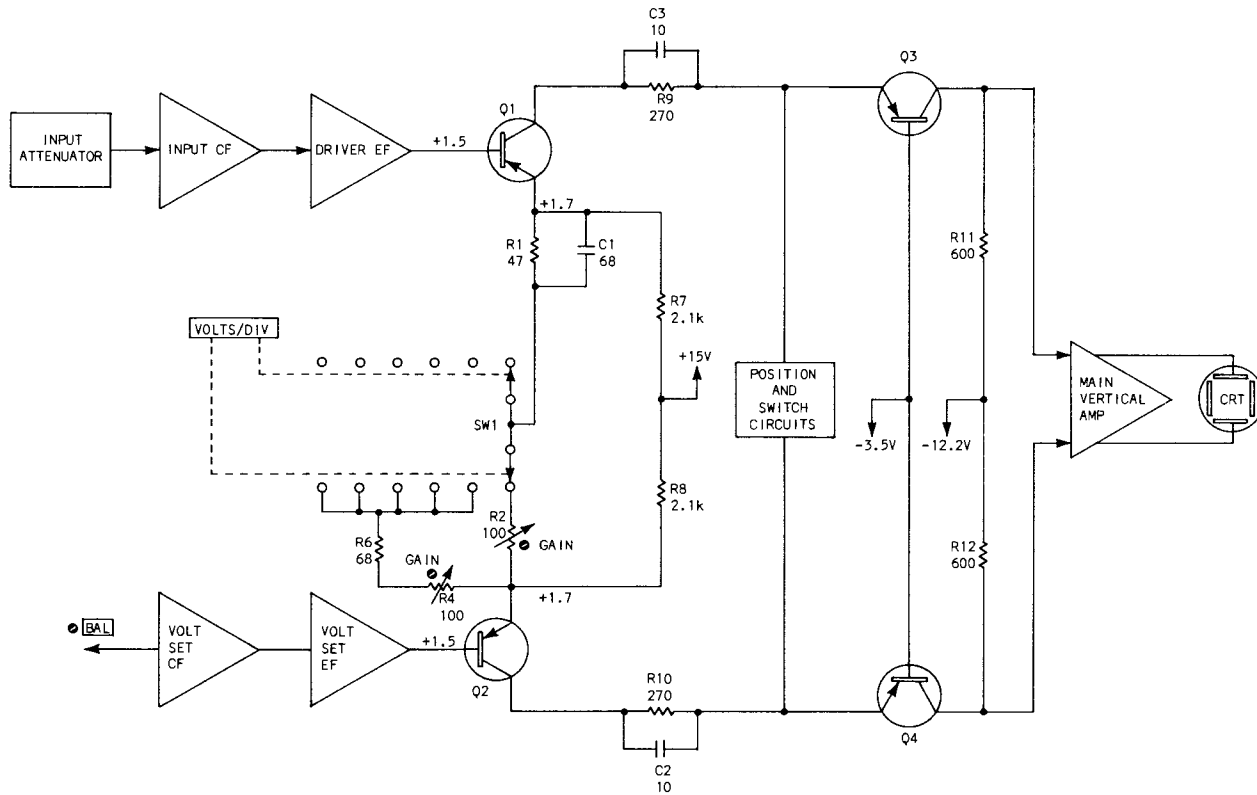 C3
10
R9
270
Q3
Q1
INPUT
ATTENUATOR
INPUT CF
DRIVER EF
+1.5
+1.7
R1
47
C1
68
R11
600
R7
2.1k
+15V
VOLTS/DIV
SW1
POSITION
AND
SWITCH
CIRCUITS
-3.5V
-12.2V
MAIN
VERTICAL
AMP
CRT
R8
2.1k
R2
100
GAIN
R6
68
GAIN
R4
100
+1.7
R12
600
BAL
VOLT
SET
CF
VOLT
SET
EF
+1.5
Q2
R10
270
C2
10
Q4